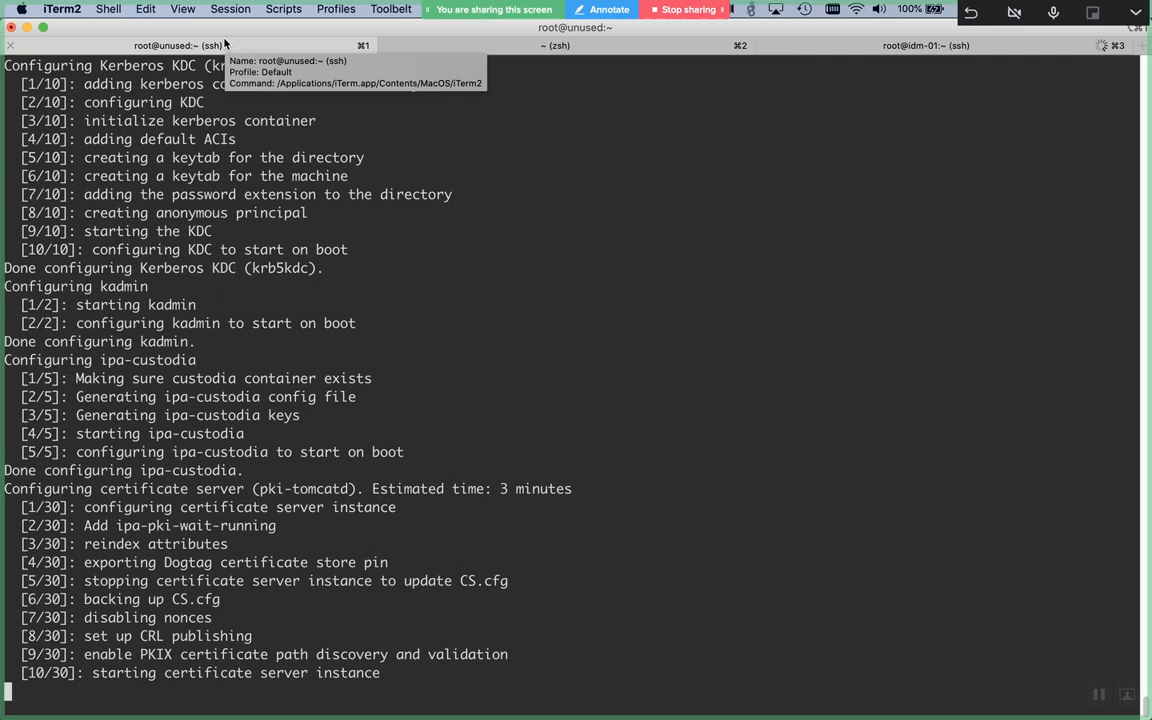 iTerm2 Shell Edit View Session Scripts Profiles Toolbelt You are sharing this screen Annotate Stop sharing 100%
root@unused:~
root@unused:~ (ssh) ⌘1 ~ (zsh) ⌘2 root@idm-01:~ (ssh) ⌘3
Name: root@unused:~ (ssh)
Profile: Default
Command: /Applications/iTerm.app/Contents/MacOS/iTerm2
Configuring Kerberos KDC (kr
[1/10]: adding kerberos co
[2/10]: configuring KDC
[3/10]: initialize kerberos container
[4/10]: adding default ACIs
[5/10]: creating a keytab for the directory
[6/10]: creating a keytab for the machine
[7/10]: adding the password extension to the directory
[8/10]: creating anonymous principal
[9/10]: starting the KDC
[10/10]: configuring KDC to start on boot
Done configuring Kerberos KDC (krb5kdc).
Configuring kadmin
[1/2]: starting kadmin
[2/2]: configuring kadmin to start on boot
Done configuring kadmin.
Configuring ipa-custodia
[1/5]: Making sure custodia container exists
[2/5]: Generating ipa-custodia config file
[3/5]: Generating ipa-custodia keys
[4/5]: starting ipa-custodia
[5/5]: configuring ipa-custodia to start on boot
Done configuring ipa-custodia.
Configuring certificate server (pki-tomcatd). Estimated time: 3 minutes
[1/30]: configuring certificate server instance
[2/30]: Add ipa-pki-wait-running
[3/30]: reindex attributes
[4/30]: exporting Dogtag certificate store pin
[5/30]: stopping certificate server instance to update CS.cfg
[6/30]: backing up CS.cfg
[7/30]: disabling nonces
[8/30]: set up CRL publishing
[9/30]: enable PKIX certificate path discovery and validation
[10/30]: starting certificate server instance